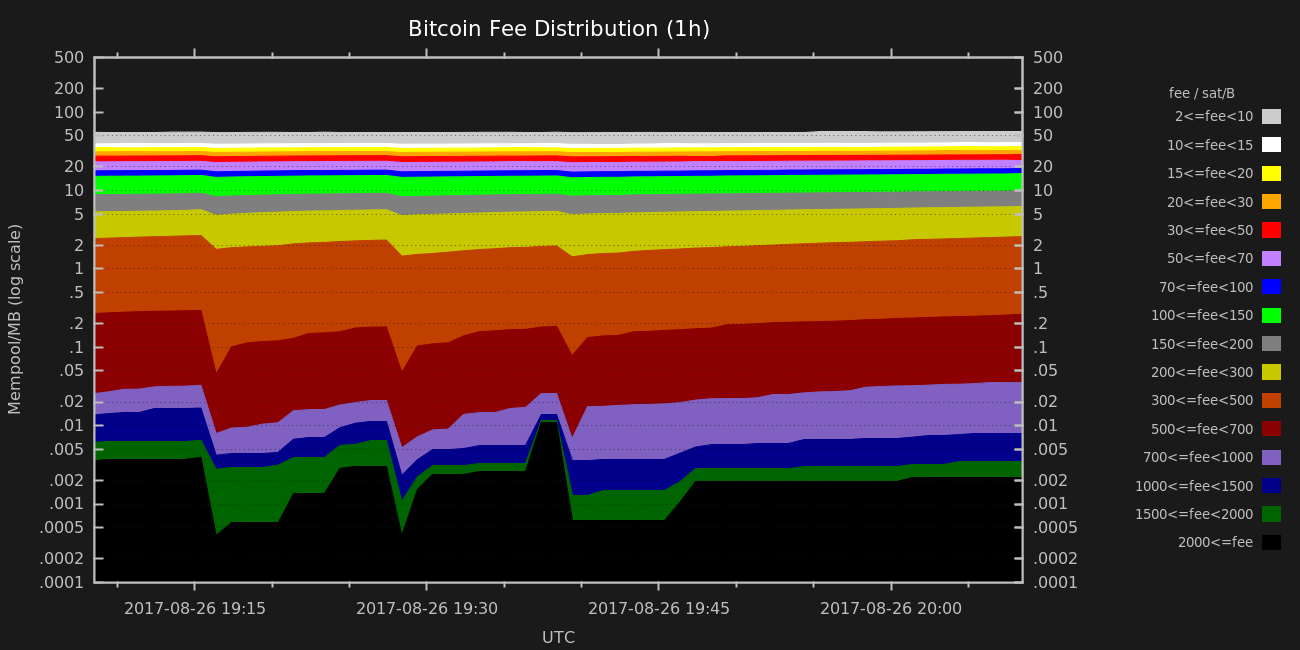 Bitcoin Fee Distribution (1h)
500
200
100
50
20
10
5
2
1
.5
.2
.1
.05
.02
.01
.005
.002
.001
.0005
.0002
.0001
Mempool/MB (log scale)
500
200
100
50
20
10
5
2
1
.5
.2
.1
.05
.02
.01
.005
.002
.001
.0005
.0002
.0001
2017-08-26 19:15
2017-08-26 19:30
2017-08-26 19:45
2017-08-26 20:00
UTC
fee / sat/B
2<=fee<10
10<=fee<15
15<=fee<20
20<=fee<30
30<=fee<50
50<=fee<70
70<=fee<100
100<=fee<150
150<=fee<200
200<=fee<300
300<=fee<500
500<=fee<700
700<=fee<1000
1000<=fee<1500
1500<=fee<2000
2000<=fee